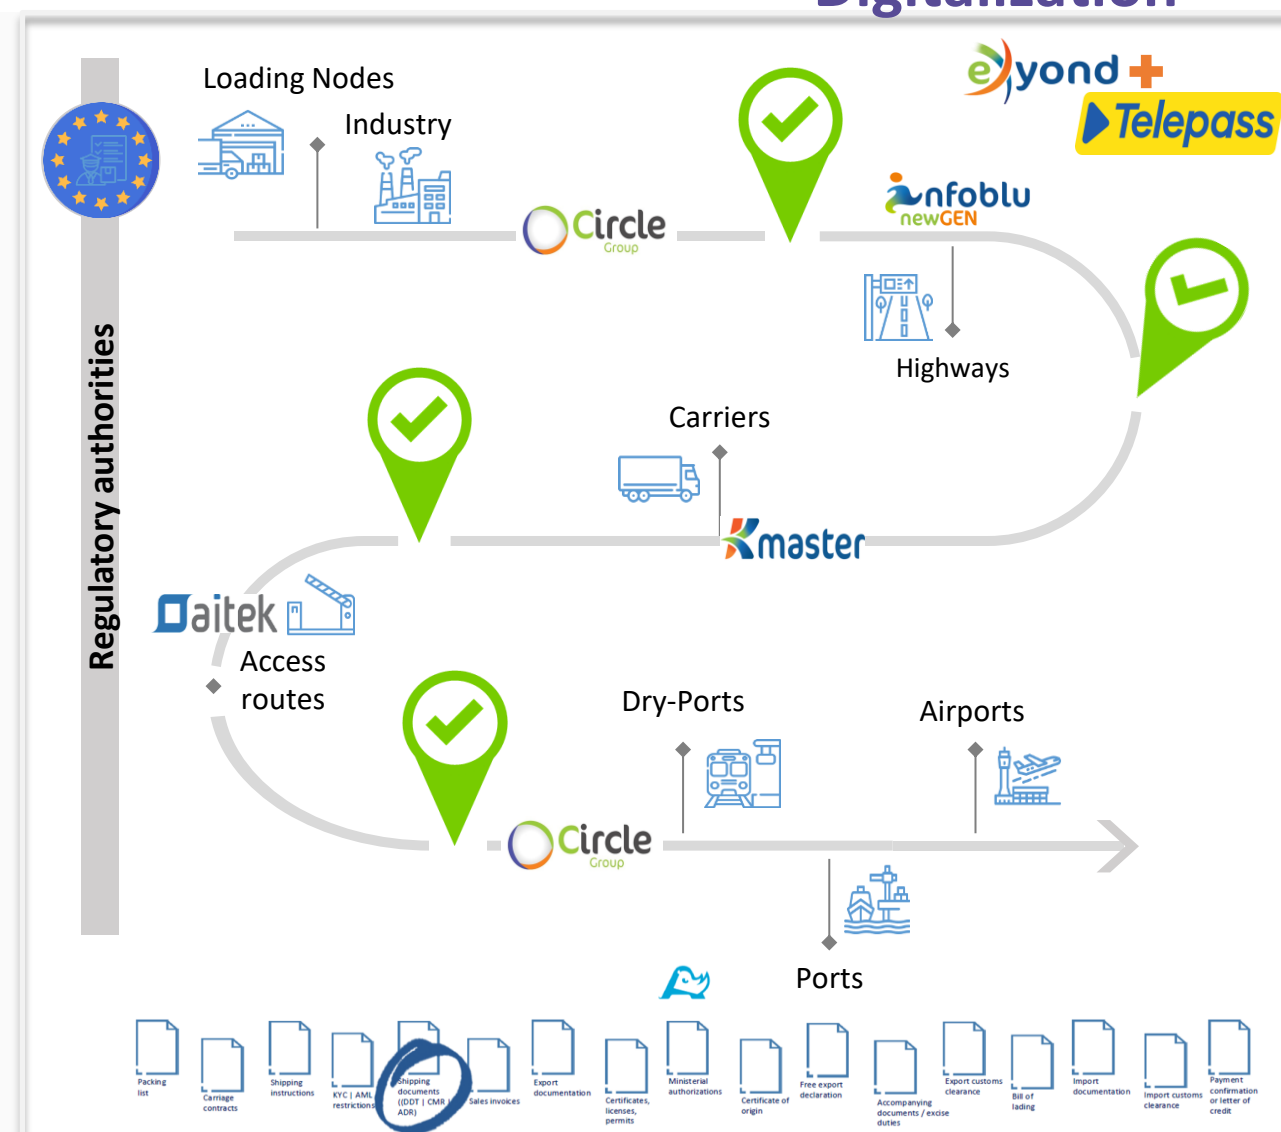 Digitalization
Loading Nodes
Industry
Circle
Group
nfoblu
newGEN
eyond +
Telepass
Highways
Regulatory authorities
Carriers
Kmaster
aitek
Access
routes
Dry-Ports
Airports
Circle
Group
Ports
Packing
list
Carriage
contracts
Shipping
instructions
KYC | AML
restrictions
Shipping
documents
((DDT | CMR |
ADR)
Sales invoices
Export
documentation
Certificates,
licenses,
permits
Ministerial
authorizations
Certificate of
origin
Free export
declaration
Accompanying
documents / excise
duties
Export customs
clearance
Bill of
lading
Import
documentation
Import customs
clearance
Payment
confirmation
or letter of
credit